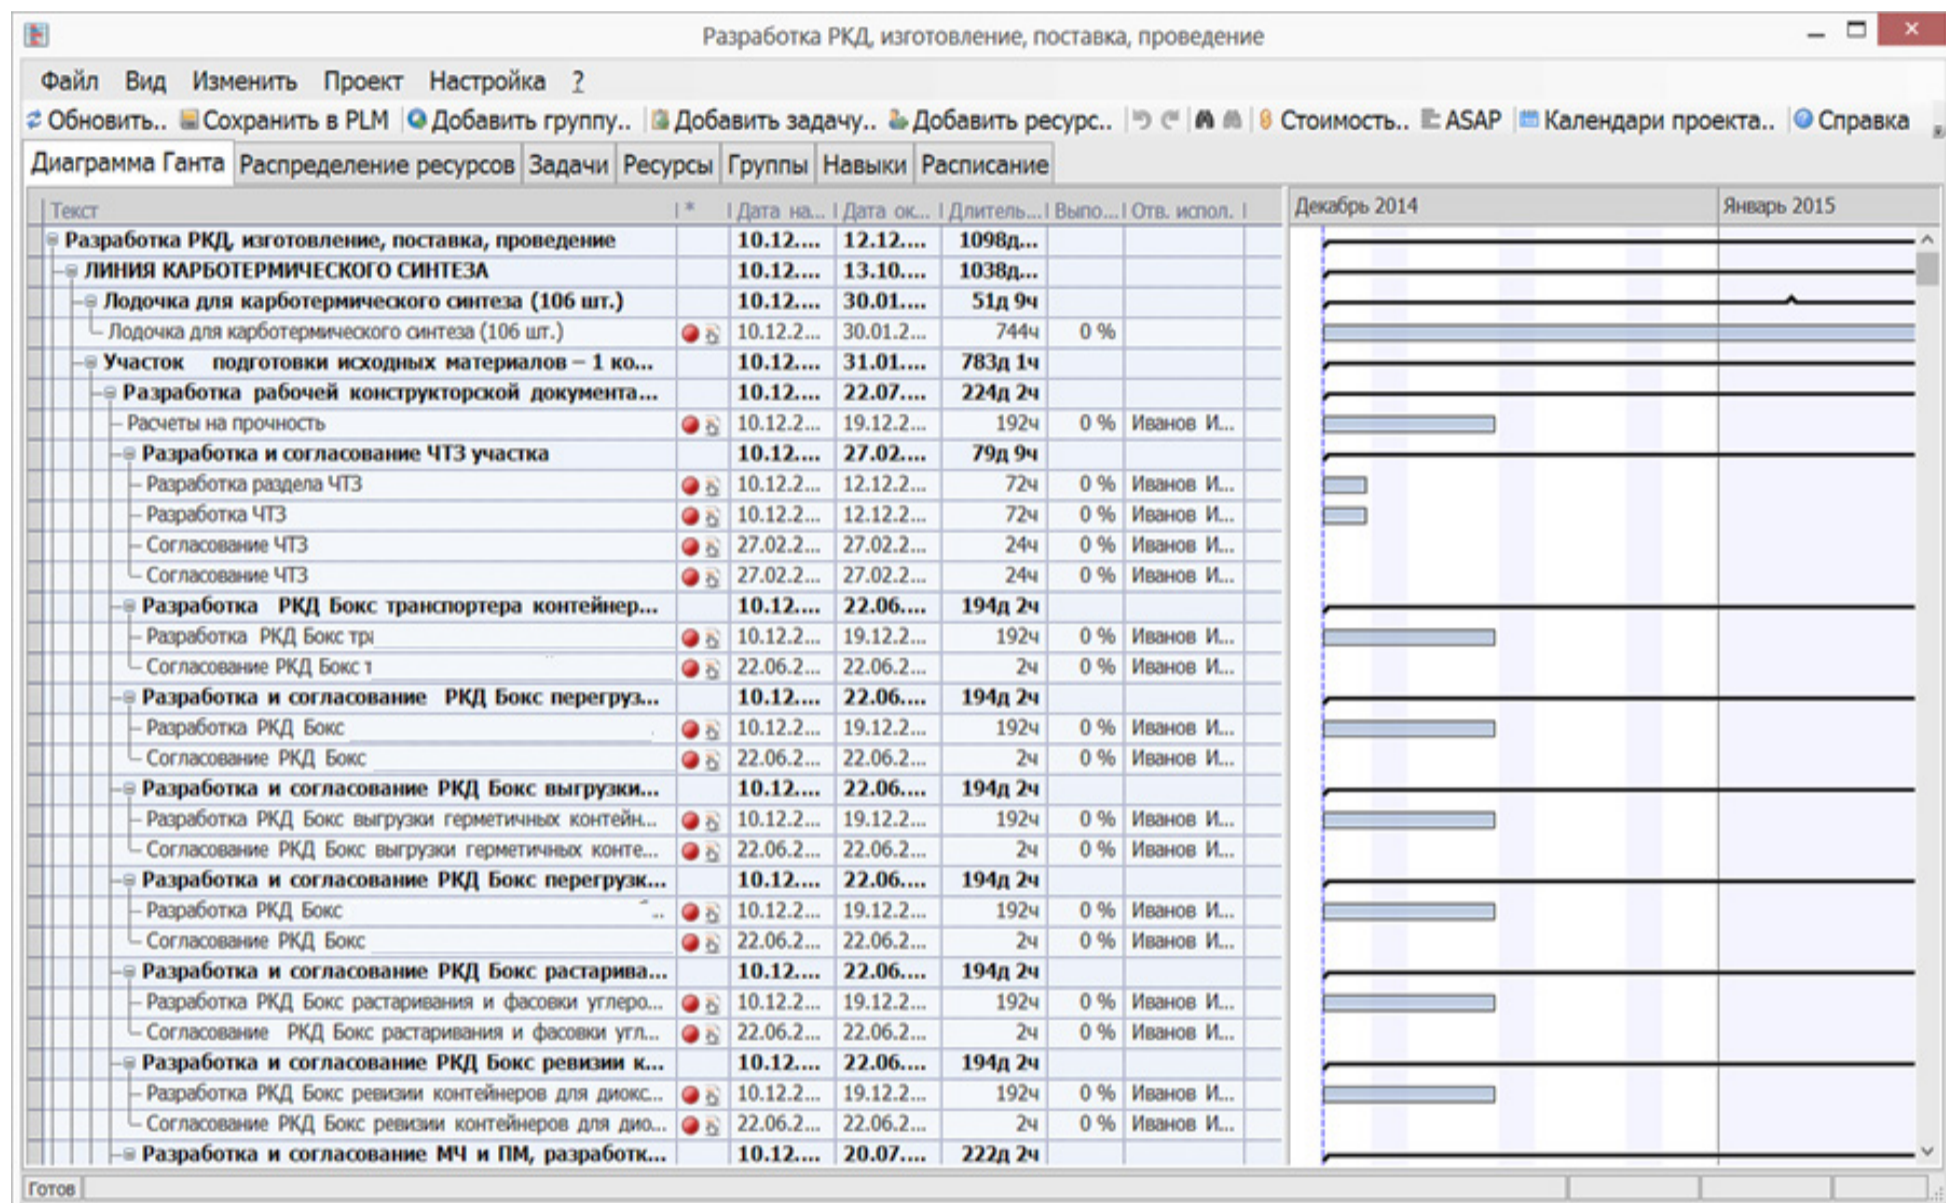 Разработка РКД, изготовление, поставка, проведение
Файл Вид Изменить Проект Настройка ?
Обновить.. Сохранить в PLM Добавить группу.. Добавить задачу.. Добавить ресурс.. Стоимость.. ASAP Календари проекта.. Справка
Диаграмма Ганта Распределение ресурсов Задачи Ресурсы Группы Навыки Расписание
Текст * Дата на... Дата ок... Длитель... Выпо... Отв. испол. Декабрь 2014 Январь 2015
Разработка РКД, изготовление, поставка, проведение 10.12.... 12.12.... 1098д...
ЛИНИЯ КАРБОТЕРМИЧЕСКОГО СИНТЕЗА 10.12.... 13.10.... 1038д...
Лодочка для карботермического синтеза (106 шт.) 10.12.... 30.01.... 51д 9ч
Лодочка для карботермического синтеза (106 шт.) 10.12.2... 30.01.2... 744ч 0 %
Участок подготовки исходных материалов – 1 ко... 10.12.... 31.01.... 783д 1ч
Разработка рабочей конструкторской документа... 10.12.... 22.07.... 224д 2ч
Расчеты на прочность 10.12.2... 19.12.2... 192ч 0 % Иванов И...
Разработка и согласование ЧТЗ участка 10.12.... 27.02.... 79д 9ч
Разработка раздела ЧТЗ 10.12.2... 12.12.2... 72ч 0 % Иванов И...
Разработка ЧТЗ 10.12.2... 12.12.2... 72ч 0 % Иванов И...
Согласование ЧТЗ 27.02.2... 27.02.2... 24ч 0 % Иванов И...
Согласование ЧТЗ 27.02.2... 27.02.2... 24ч 0 % Иванов И...
Разработка РКД Бокс транспортера контейнер... 10.12.... 22.06.... 194д 2ч
Разработка РКД Бокс тра 10.12.2... 19.12.2... 192ч 0 % Иванов И...
Согласование РКД Бокс т 22.06.2... 22.06.2... 2ч 0 % Иванов И...
Разработка и согласование РКД Бокс перегруз... 10.12.... 22.06.... 194д 2ч
Разработка РКД Бокс 10.12.2... 19.12.2... 192ч 0 % Иванов И...
Согласование РКД Бокс 22.06.2... 22.06.2... 2ч 0 % Иванов И...
Разработка и согласование РКД Бокс выгрузки... 10.12.... 22.06.... 194д 2ч
Разработка РКД Бокс выгрузки герметичных контейн... 10.12.2... 19.12.2... 192ч 0 % Иванов И...
Согласование РКД Бокс выгрузки герметичных конте... 22.06.2... 22.06.2... 2ч 0 % Иванов И...
Разработка и согласование РКД Бокс перегрузк... 10.12.... 22.06.... 194д 2ч
Разработка РКД Бокс .. 10.12.2... 19.12.2... 192ч 0 % Иванов И...
Согласование РКД Бокс 22.06.2... 22.06.2... 2ч 0 % Иванов И...
Разработка и согласование РКД Бокс растарива... 10.12.... 22.06.... 194д 2ч
Разработка РКД Бокс растаривания и фасовки углеро... 10.12.2... 19.12.2... 192ч 0 % Иванов И...
Согласование РКД Бокс растаривания и фасовки угл... 22.06.2... 22.06.2... 2ч 0 % Иванов И...
Разработка и согласование РКД Бокс ревизии к... 10.12.... 22.06.... 194д 2ч
Разработка РКД Бокс ревизии контейнеров для диокс... 10.12.2... 19.12.2... 192ч 0 % Иванов И...
Согласование РКД Бокс ревизии контейнеров для дио... 22.06.2... 22.06.2... 2ч 0 % Иванов И...
Разработка и согласование МЧ и ПМ, разработк... 10.12.... 20.07.... 222д 2ч
Готов